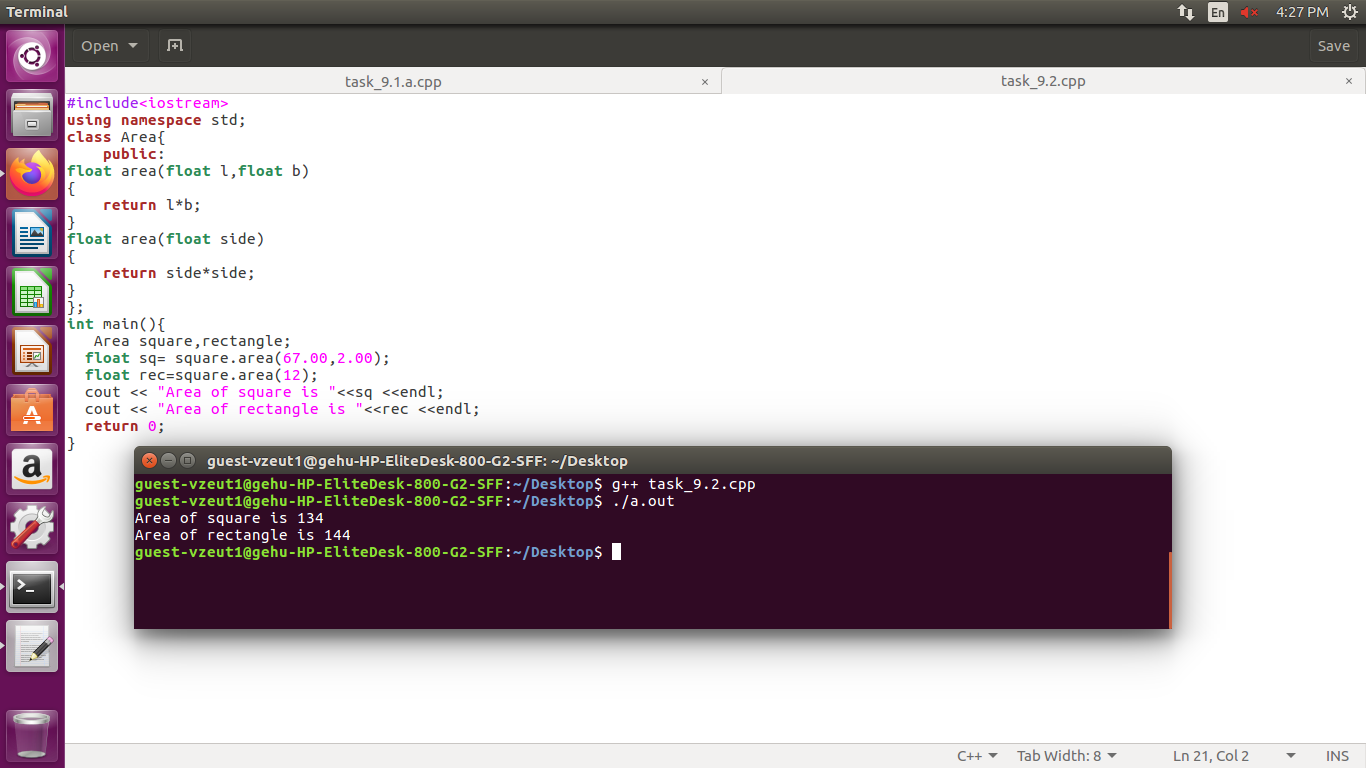 Terminal
En
4:27 PM
Open
Save
task_9.1.a.cpp ×
task_9.2.cpp ×
#include<iostream>
using namespace std;
class Area{
    public:
float area(float l,float b)
{
    return l*b;
}
float area(float side)
{
    return side*side;
}
};
int main(){
   Area square,rectangle;
  float sq= square.area(67.00,2.00);
  float rec=square.area(12);
  cout << "Area of square is "<<sq <<endl;
  cout << "Area of rectangle is "<<rec <<endl;
  return 0;
}
guest-vzeut1@gehu-HP-EliteDesk-800-G2-SFF: ~/Desktop
guest-vzeut1@gehu-HP-EliteDesk-800-G2-SFF:~/Desktop$ g++ task_9.2.cpp
guest-vzeut1@gehu-HP-EliteDesk-800-G2-SFF:~/Desktop$ ./a.out
Area of square is 134
Area of rectangle is 144
guest-vzeut1@gehu-HP-EliteDesk-800-G2-SFF:~/Desktop$
C++
Tab Width: 8
Ln 21, Col 2
INS